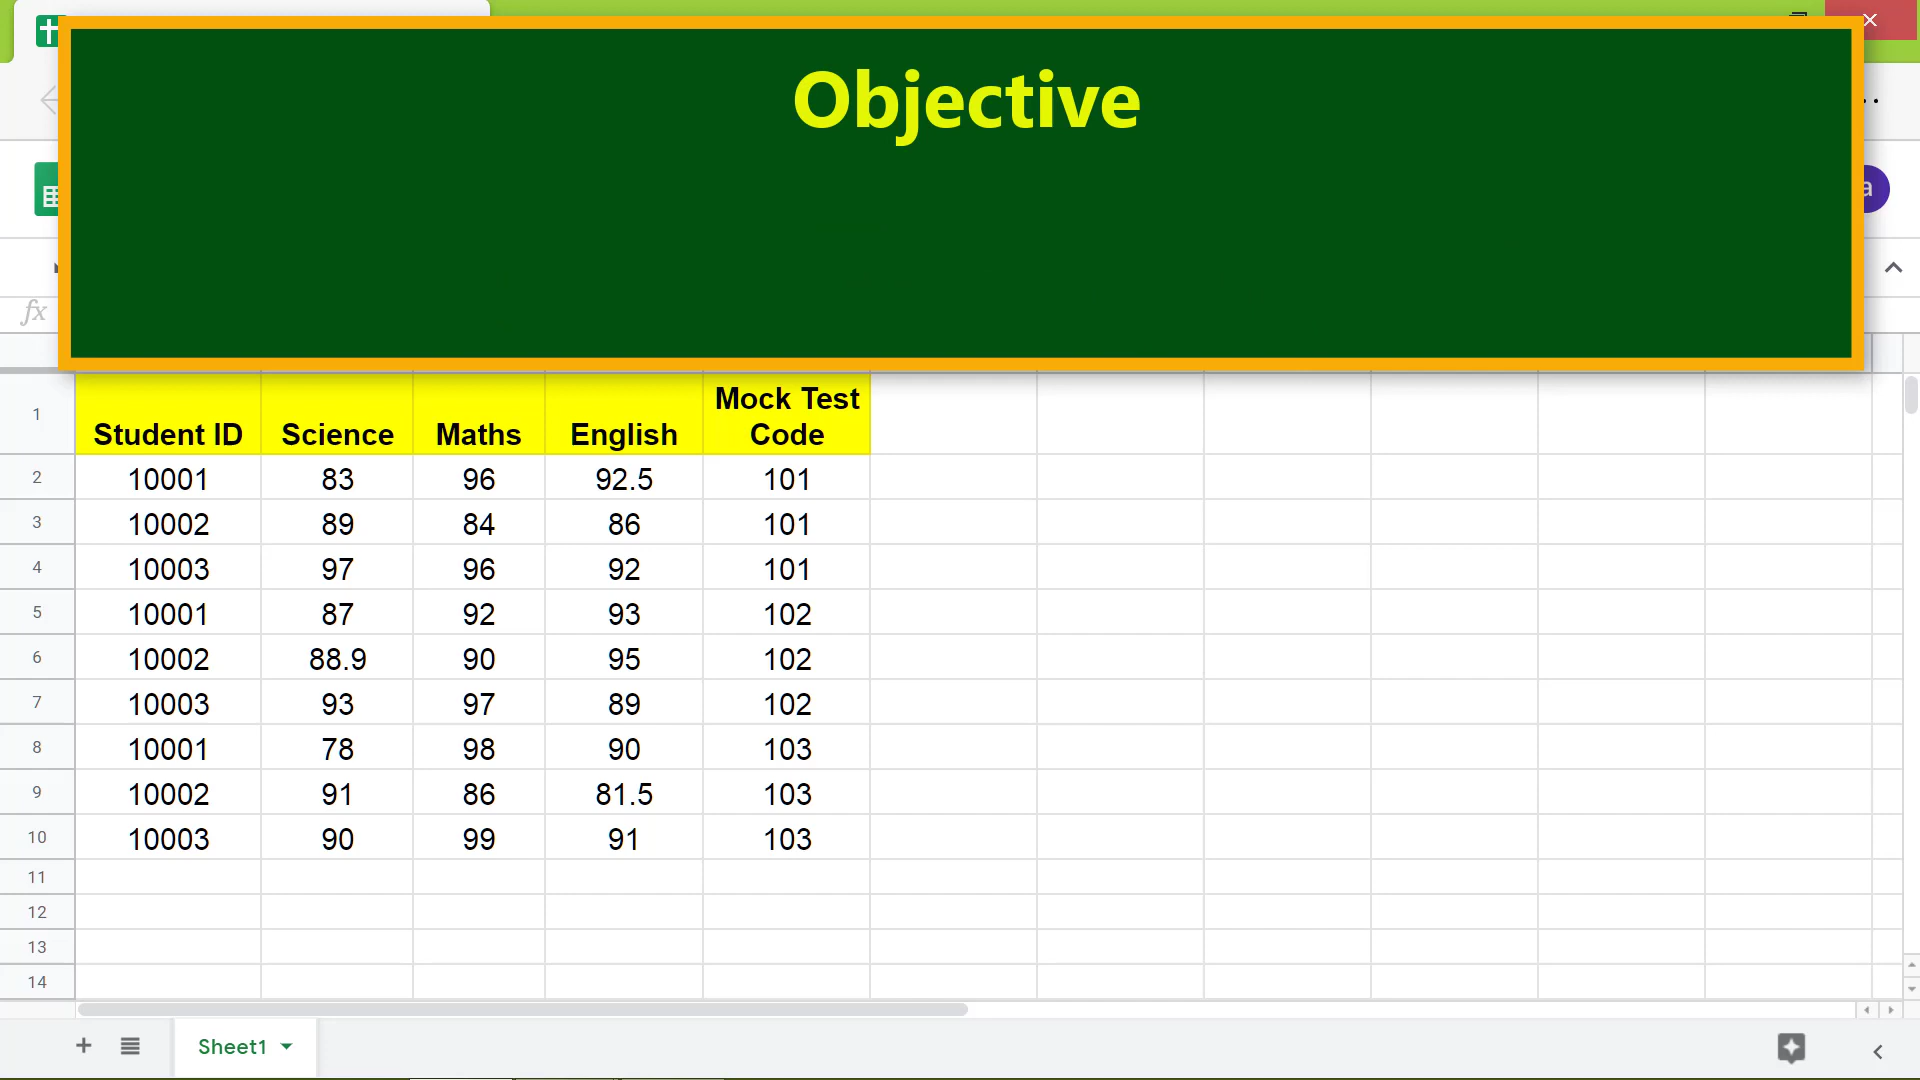 Objective
a
fx
1 Student ID Science Maths English Mock Test Code
2 10001 83 96 92.5 101
3 10002 89 84 86 101
4 10003 97 96 92 101
5 10001 87 92 93 102
6 10002 88.9 90 95 102
7 10003 93 97 89 102
8 10001 78 98 90 103
9 10002 91 86 81.5 103
10 10003 90 99 91 103
11
12
13
14
Sheet1